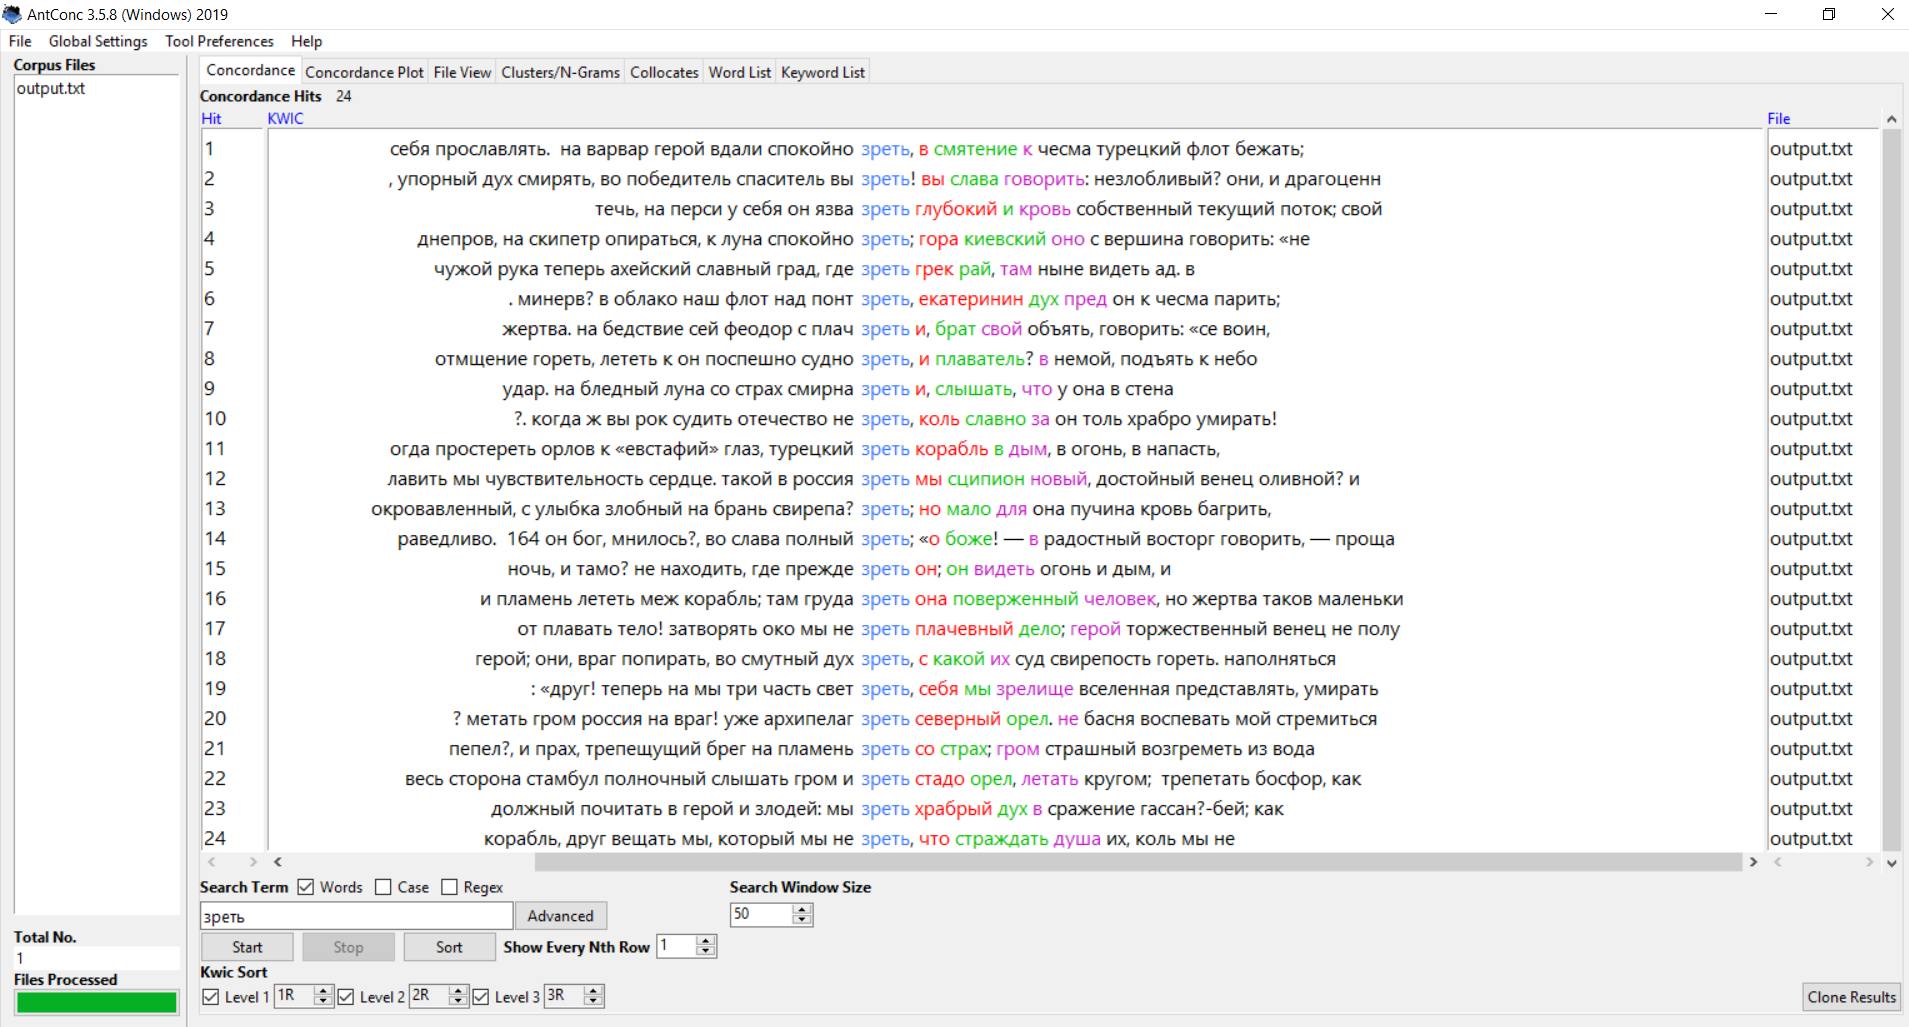 AntConc 3.5.8 (Windows) 2019
File Global Settings Tool Preferences Help
Corpus Files
output.txt
Concordance Concordance Plot File View Clusters/N-Grams Collocates Word List Keyword List
Concordance Hits 24
Hit KWIC File
1 себя прославлять. на варвар герой вдали спокойно зреть, в смятение к чесма турецкий флот бежать; output.txt
2 , упорный дух смирять, во победитель спаситель вы зреть! вы слава говорить: незлобливый? они, и драгоценн output.txt
3 течь, на перси у себя он язва зреть глубокий и кровь собственный текущий поток; свой output.txt
4 днепров, на скипетр опираться, к луна спокойно зреть; гора киевский оно с вершина говорить: «не output.txt
5 чужой рука теперь ахейский славный град, где зреть грек рай, там ныне видеть ад. в output.txt
6 . минерв? в облако наш флот над понт зреть, екатеринин дух пред он к чесма парить; output.txt
7 жертва. на бедствие сей феодор с плач зреть и, брат свой объять, говорить: «се воин, output.txt
8 отмщение гореть, лететь к он поспешно судно зреть, и плаватель? в немой, подъять к небо output.txt
9 удар. на бледный луна со страх смирна зреть и, слышать, что у она в стена output.txt
10 ?. когда ж вы рок судить отечество не зреть, коль славно за он толь храбро умирать! output.txt
11 огда простереть орлов к «евстафий» глаз, турецкий зреть корабль в дым, в огонь, в напасть, output.txt
12 лавить мы чувствительность сердце. такой в россия зреть мы сципион новый, достойный венец оливной? и output.txt
13 окровавленный, с улыбка злобный на брань свирепа? зреть; но мало для она пучина кровь багрить, output.txt
14 раведливо. 164 он бог, мнилось?, во слава полный зреть; «о боже! — в радостный восторг говорить, — проща output.txt
15 ночь, и тамо? не находить, где прежде зреть он; он видеть огонь и дым, и output.txt
16 и пламень лететь меж корабль; там груда зреть она поверженный человек, но жертва таков маленьки output.txt
17 от плавать тело! затворять око мы не зреть плачевный дело; герой торжественный венец не полу output.txt
18 герой; они, враг попирать, во смутный дух зреть, с какой их суд свирепость гореть. наполняться output.txt
19 : «друг! теперь на мы три часть свет зреть, себя мы зрелище вселенная представлять, умирать output.txt
20 ? метать гром россия на враг! уже архипелаг зреть северный орел. не басня воспевать мой стремиться output.txt
21 пепел?, и прах, трепещущий брег на пламень зреть со страх; гром страшный возгреметь из вода output.txt
22 весь сторона стамбул полночный слышать гром и зреть стадо орел, летать кругом; трепетать босфор, как output.txt
23 должный почитать в герой и злодей: мы зреть храбрый дух в сражение гассан?-бей; как output.txt
24 корабль, друг вещать мы, который мы не зреть, что страждать душа их, коль мы не output.txt
Search Term Words Case Regex Search Window Size
зреть Advanced 50
Total No.
1
Start Stop Sort Show Every Nth Row 1
Files Processed
Kwic Sort
Level 1 1R Level 2 2R Level 3 3R Clone Results